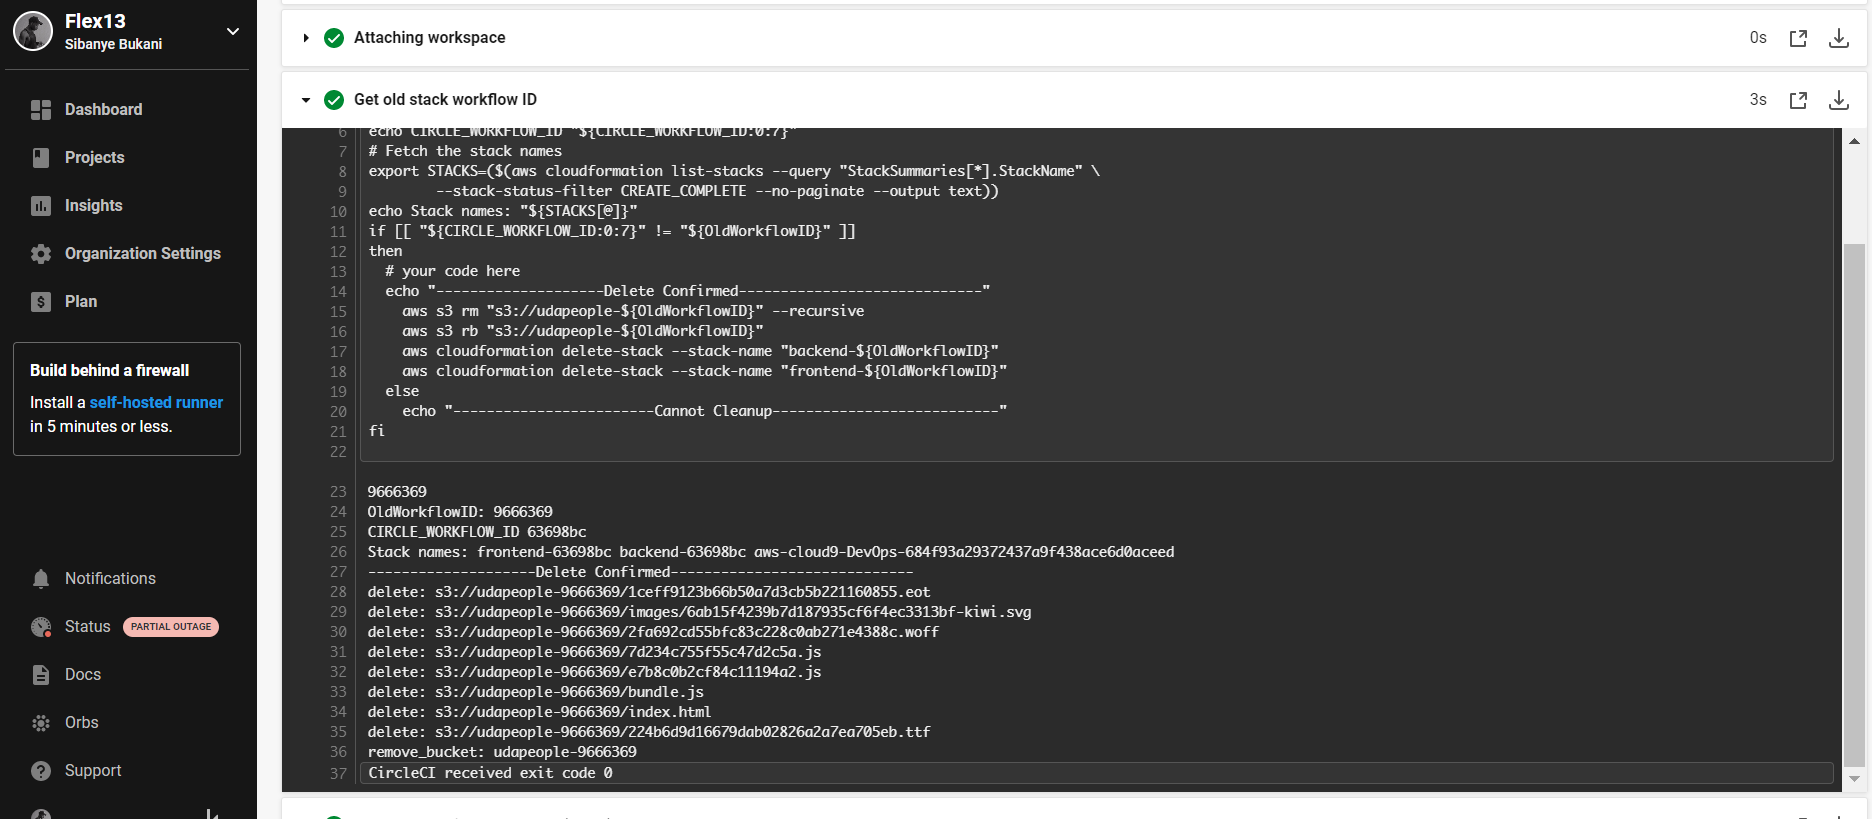 Flex13
Sibanye Bukani
Dashboard
Projects
Insights
Organization Settings
Plan
Build behind a firewall
Install a self-hosted runner
in 5 minutes or less.
Notifications
Status PARTIAL OUTAGE
Docs
Orbs
Support
Attaching workspace 0s
Get old stack workflow ID 3s
6 echo CIRCLE_WORKFLOW_ID "${CIRCLE_WORKFLOW_ID:0:7}"
7 # Fetch the stack names
8 export STACKS=($(aws cloudformation list-stacks --query "StackSummaries[*].StackName" \
9 --stack-status-filter CREATE_COMPLETE --no-paginate --output text))
10 echo Stack names: "${STACKS[@]}"
11 if [[ "${CIRCLE_WORKFLOW_ID:0:7}" != "${OldWorkflowID}" ]]
12 then
13 # your code here
14 echo "--------------------Delete Confirmed-----------------------------"
15 aws s3 rm "s3://udapeople-${OldWorkflowID}" --recursive
16 aws s3 rb "s3://udapeople-${OldWorkflowID}"
17 aws cloudformation delete-stack --stack-name "backend-${OldWorkflowID}"
18 aws cloudformation delete-stack --stack-name "frontend-${OldWorkflowID}"
19 else
20 echo "------------------------Cannot Cleanup---------------------------"
21 fi
22
23 9666369
24 OldWorkflowID: 9666369
25 CIRCLE_WORKFLOW_ID 63698bc
26 Stack names: frontend-63698bc backend-63698bc aws-cloud9-DevOps-684f93a29372437a9f438ace6d0aceed
27 --------------------Delete Confirmed-----------------------------
28 delete: s3://udapeople-9666369/1ceff9123b66b50a7d3cb5b221160855.eot
29 delete: s3://udapeople-9666369/images/6ab15f4239b7d187935cf6f4ec3313bf-kiwi.svg
30 delete: s3://udapeople-9666369/2fa692cd55bfc83c228c0ab271e4388c.woff
31 delete: s3://udapeople-9666369/7d234c755f55c47d2c5a.js
32 delete: s3://udapeople-9666369/e7b8c0b2cf84c11194a2.js
33 delete: s3://udapeople-9666369/bundle.js
34 delete: s3://udapeople-9666369/index.html
35 delete: s3://udapeople-9666369/224b6d9d16679dab02826a2a7ea705eb.ttf
36 remove_bucket: udapeople-9666369
37 CircleCI received exit code 0